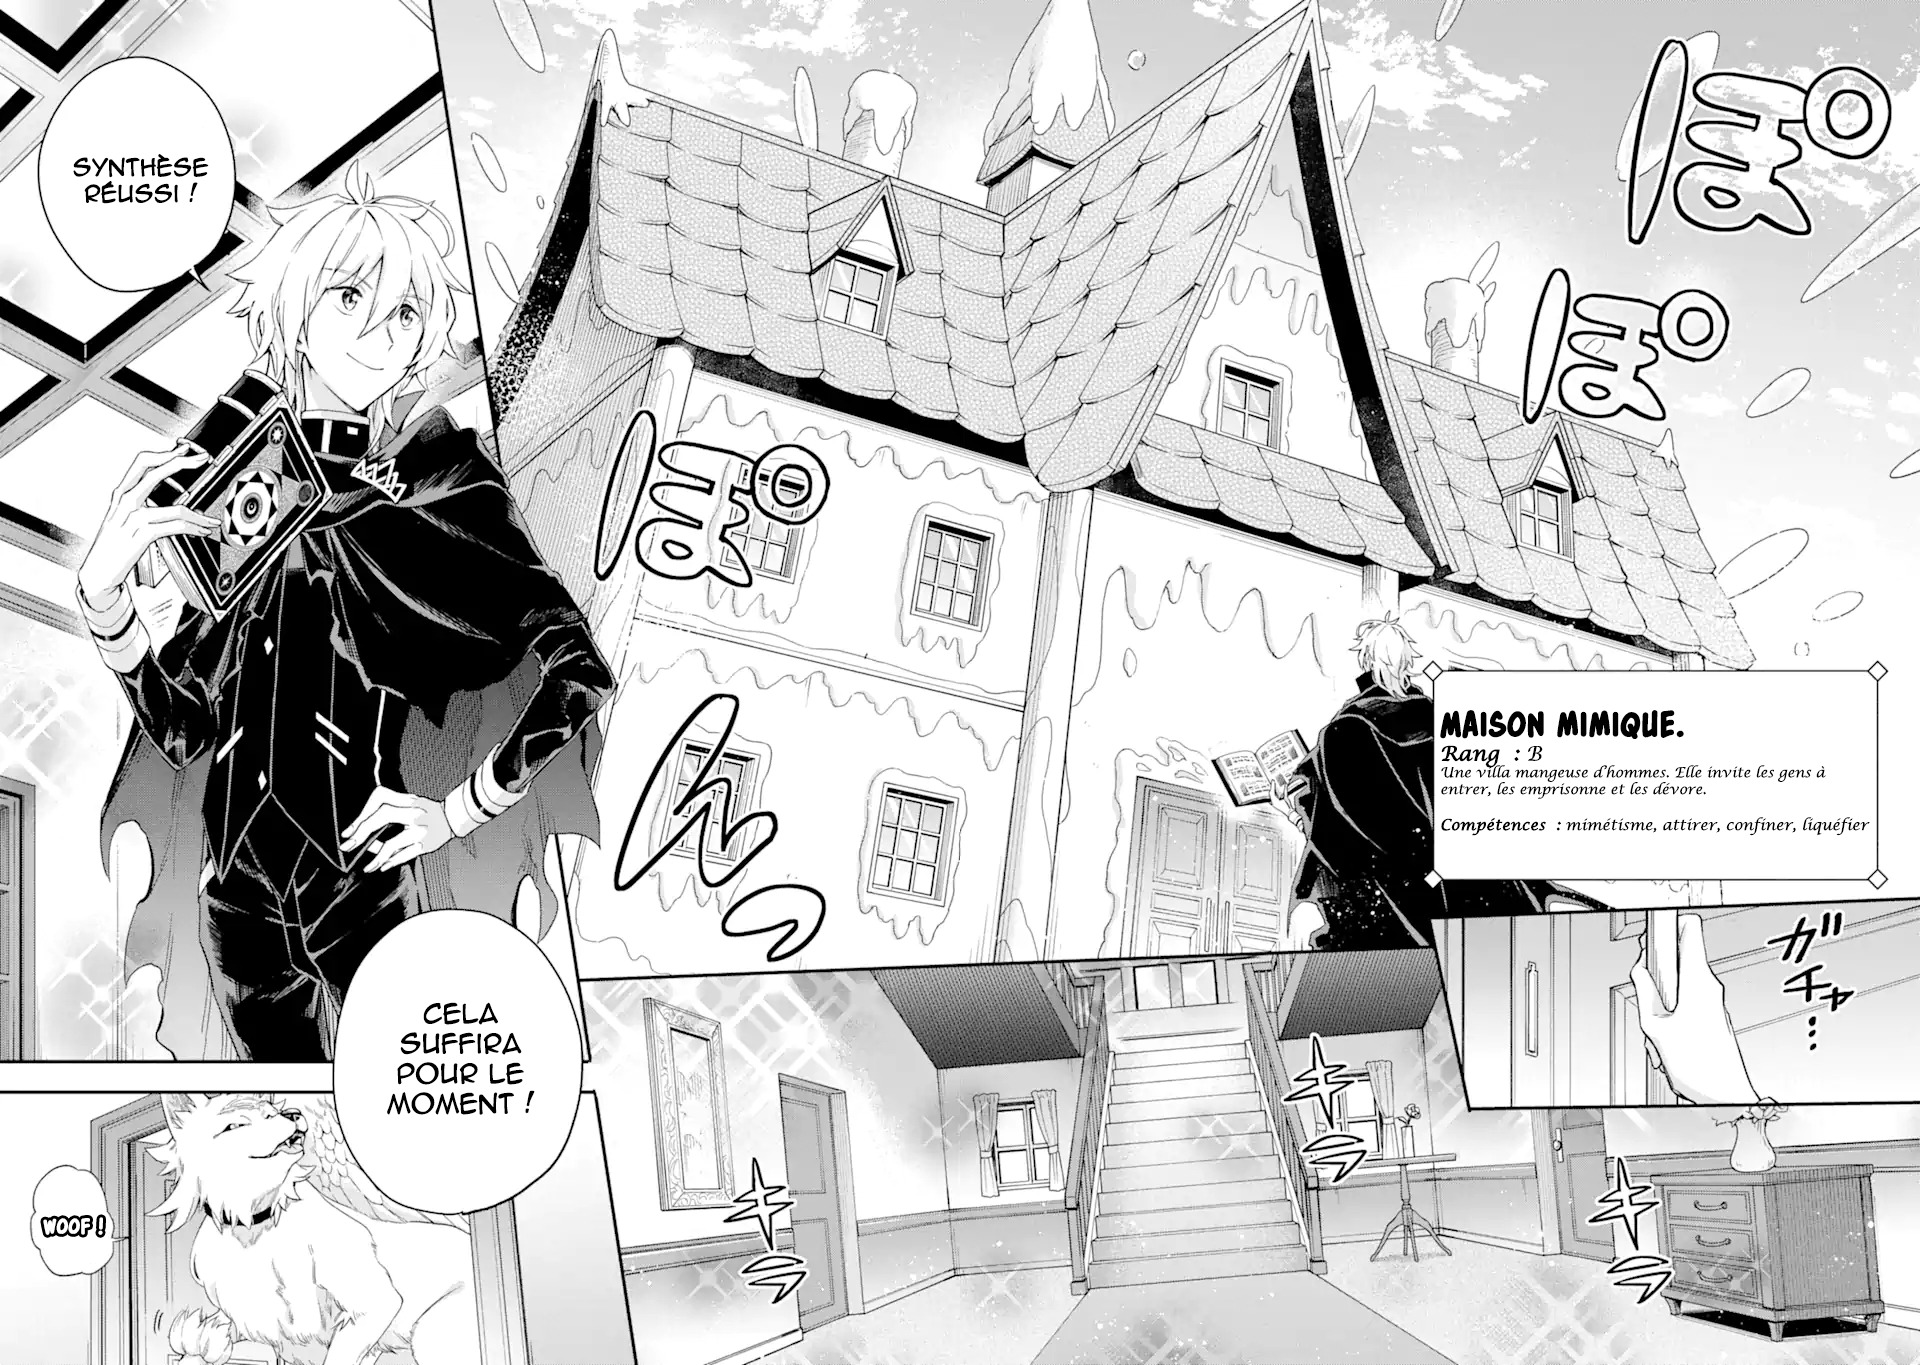 ぽ
ぽ
ぽ
んっ
MAISON MIMIQUE.
Rang : B
Une villa mangeuse d'hommes. Elle invite les gens à
entrer, les emprisonne et les dévore.
Compétences : mimétisme, attirer, confiner, liquéfier
ガチャ…
キラ
キラ
キラ
SYNTHÈSE
RÉUSSI !
CELA
SUFFIRA
POUR LE
MOMENT !
WOOF !